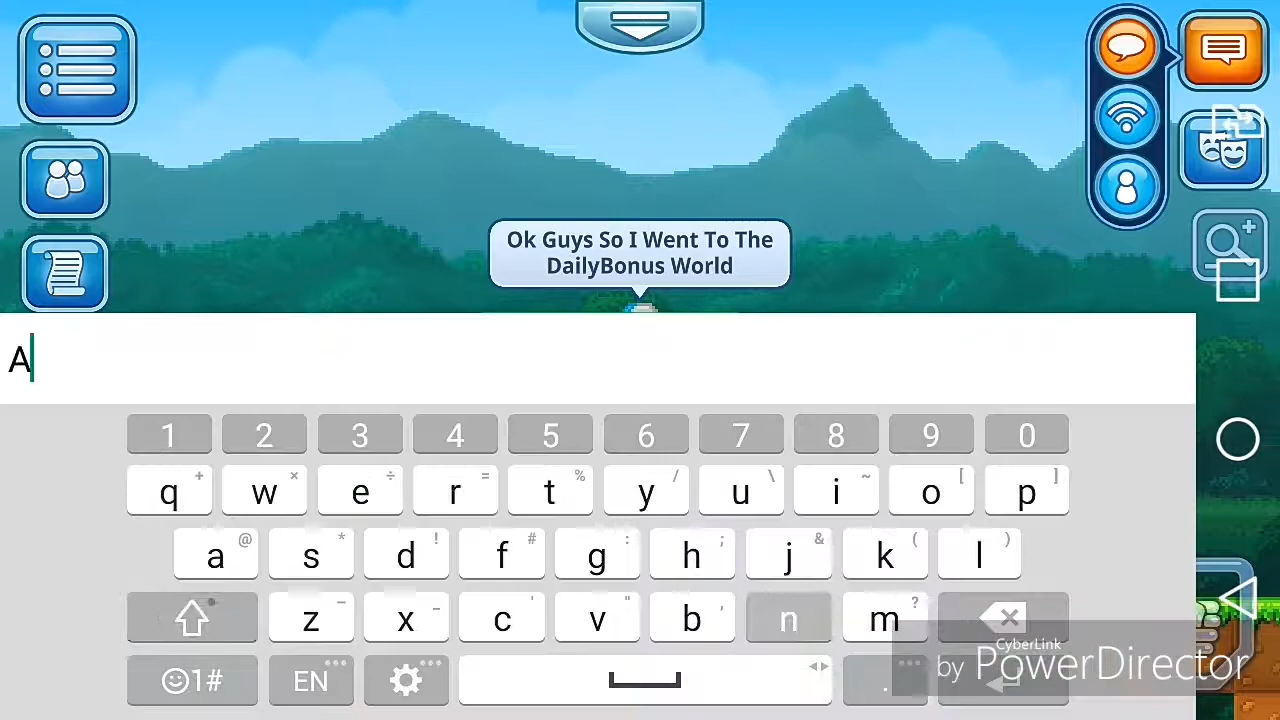 Ok Guys So I Went To The
DailyBonus World
A
1 2 3 4 5 6 7 8 9 0
q + w × e ÷ r = t % y / u \ i ~ o [ p ]
a @ s * d ! f # g : h ; j & k ( l )
z – x - c ' v " b , n m ?
☺1# EN .
CyberLink
by PowerDirector